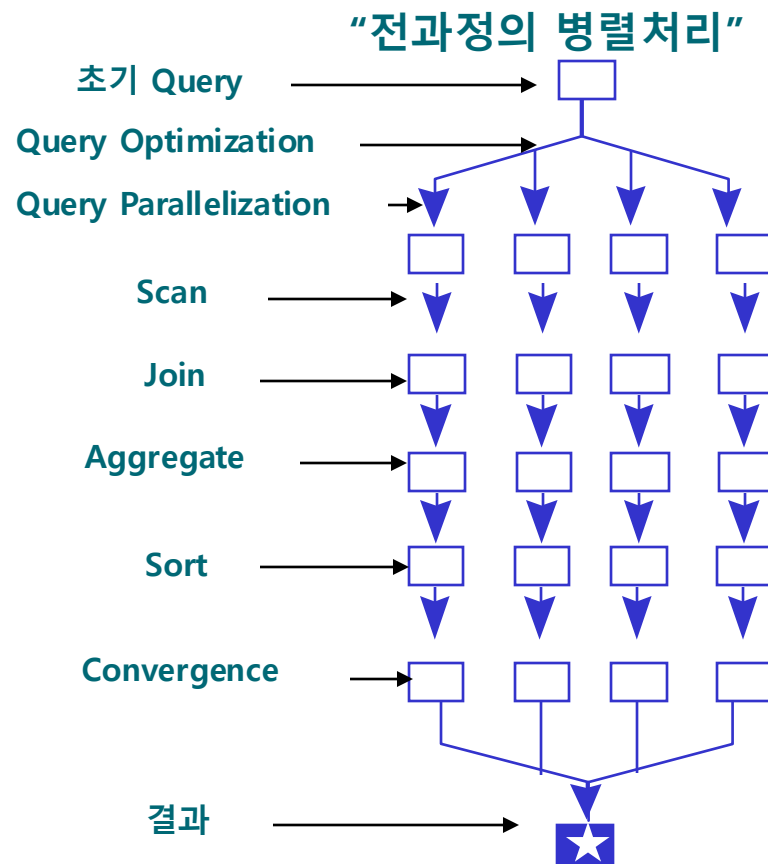 “전과정의 병렬처리”
초기 Query
Query Optimization
Query Parallelization
Scan
Join
Aggregate
Sort
Convergence
결과